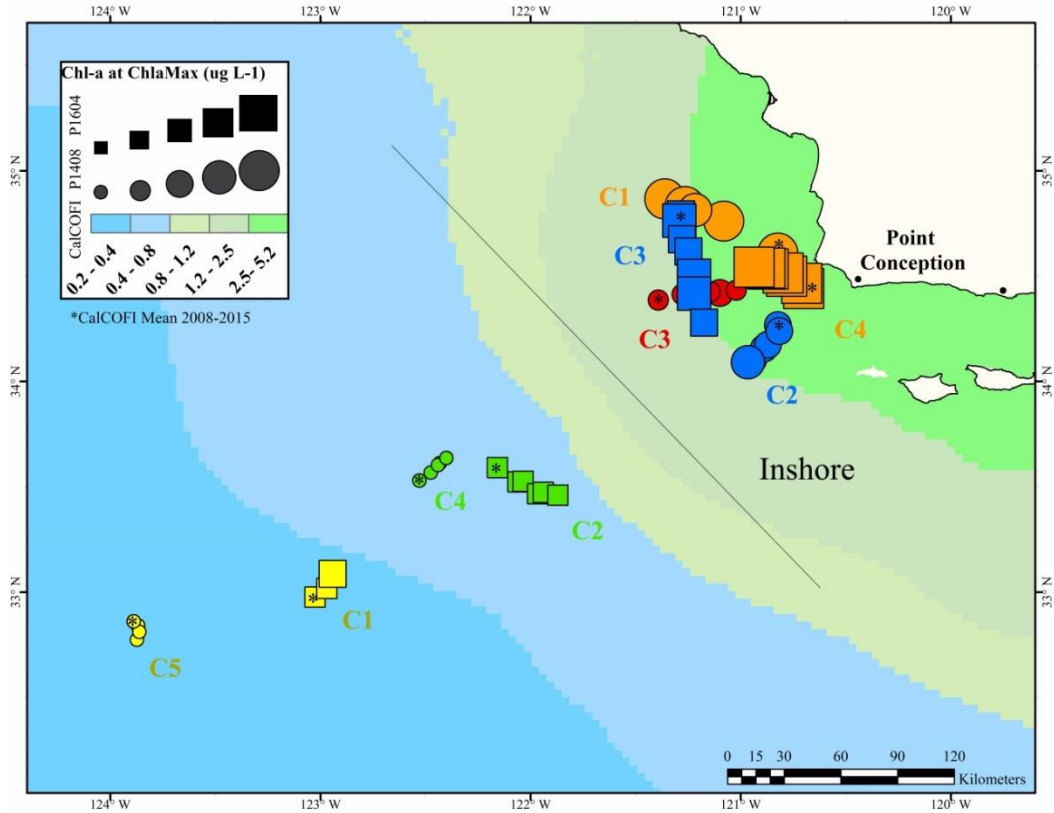 124° W 123° W 122° W 121° W 120° W
Chl-a at ChlaMax (ug L-1)
P1604
P1408
CalCOFI
0.2 - 0.4
0.4 - 0.8
0.8 - 1.2
1.2 - 2.5
2.5- 5.2
*CalCOFI Mean 2008-2015
35° N
35° N
C1
*
C3
*
Point
Conception
*
*
C3
C4
*
34° N
34° N
C2
Inshore
*
*
C4
C2
33° N
33° N
*
C1
*
C5
0 15 30 60 90 120
Kilometers
124° W 123° W 122° W 121° W 120° W